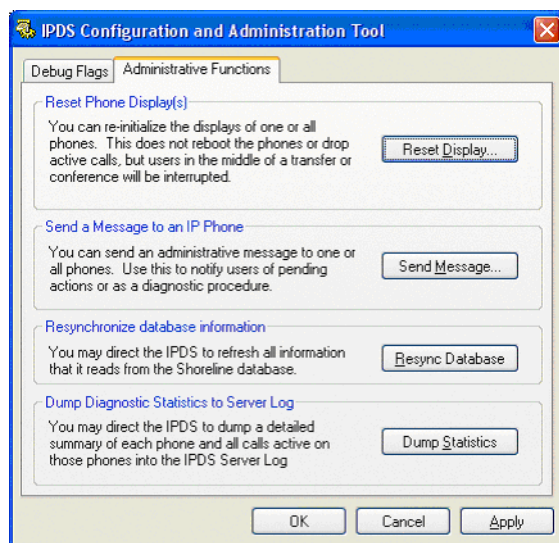 IPDS Configuration and Administration Tool
Debug Flags
Administrative Functions
Reset Phone Display(s)
You can re-initialize the displays of one or all
phones. This does not reboot the phones or drop
active calls, but users in the middle of a transfer or
conference will be interrupted.
Reset Display...
Send a Message to an IP Phone
You can send an administrative message to one or
all phones. Use this to notify users of pending
actions or as a diagnostic procedure.
Send Message...
Resynchronize database information
You may direct the IPDS to refresh all information
that it reads from the Shoreline database.
Resync Database
Dump Diagnostic Statistics to Server Log
You may direct the IPDS to dump a detailed
summary of each phone and all calls active on
those phones into the IPDS Server Log
Dump Statistics
OK
Cancel
Apply